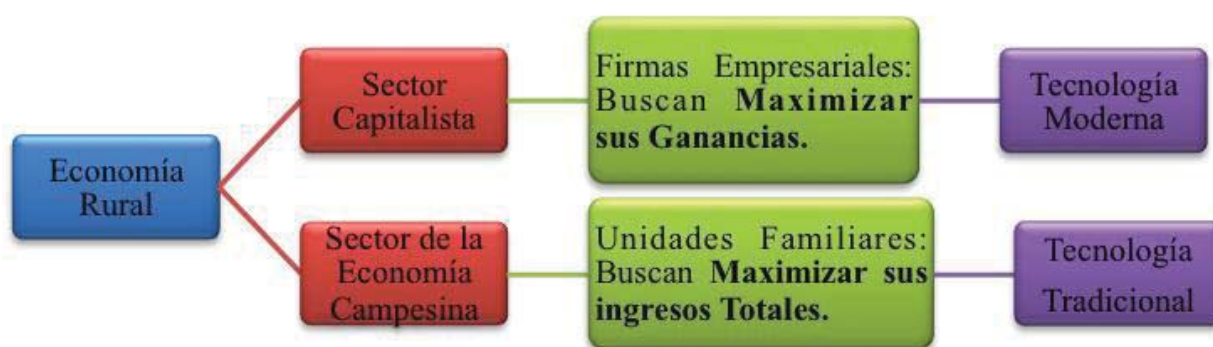 Economía
Rural
Sector
Capitalista
Firmas Empresariales:
Buscan Maximizar
sus Ganancias.
Tecnología
Moderna
Sector de la
Economía
Campesina
Unidades Familiares:
Buscan Maximizar sus
ingresos Totales.
Tecnología
Tradicional